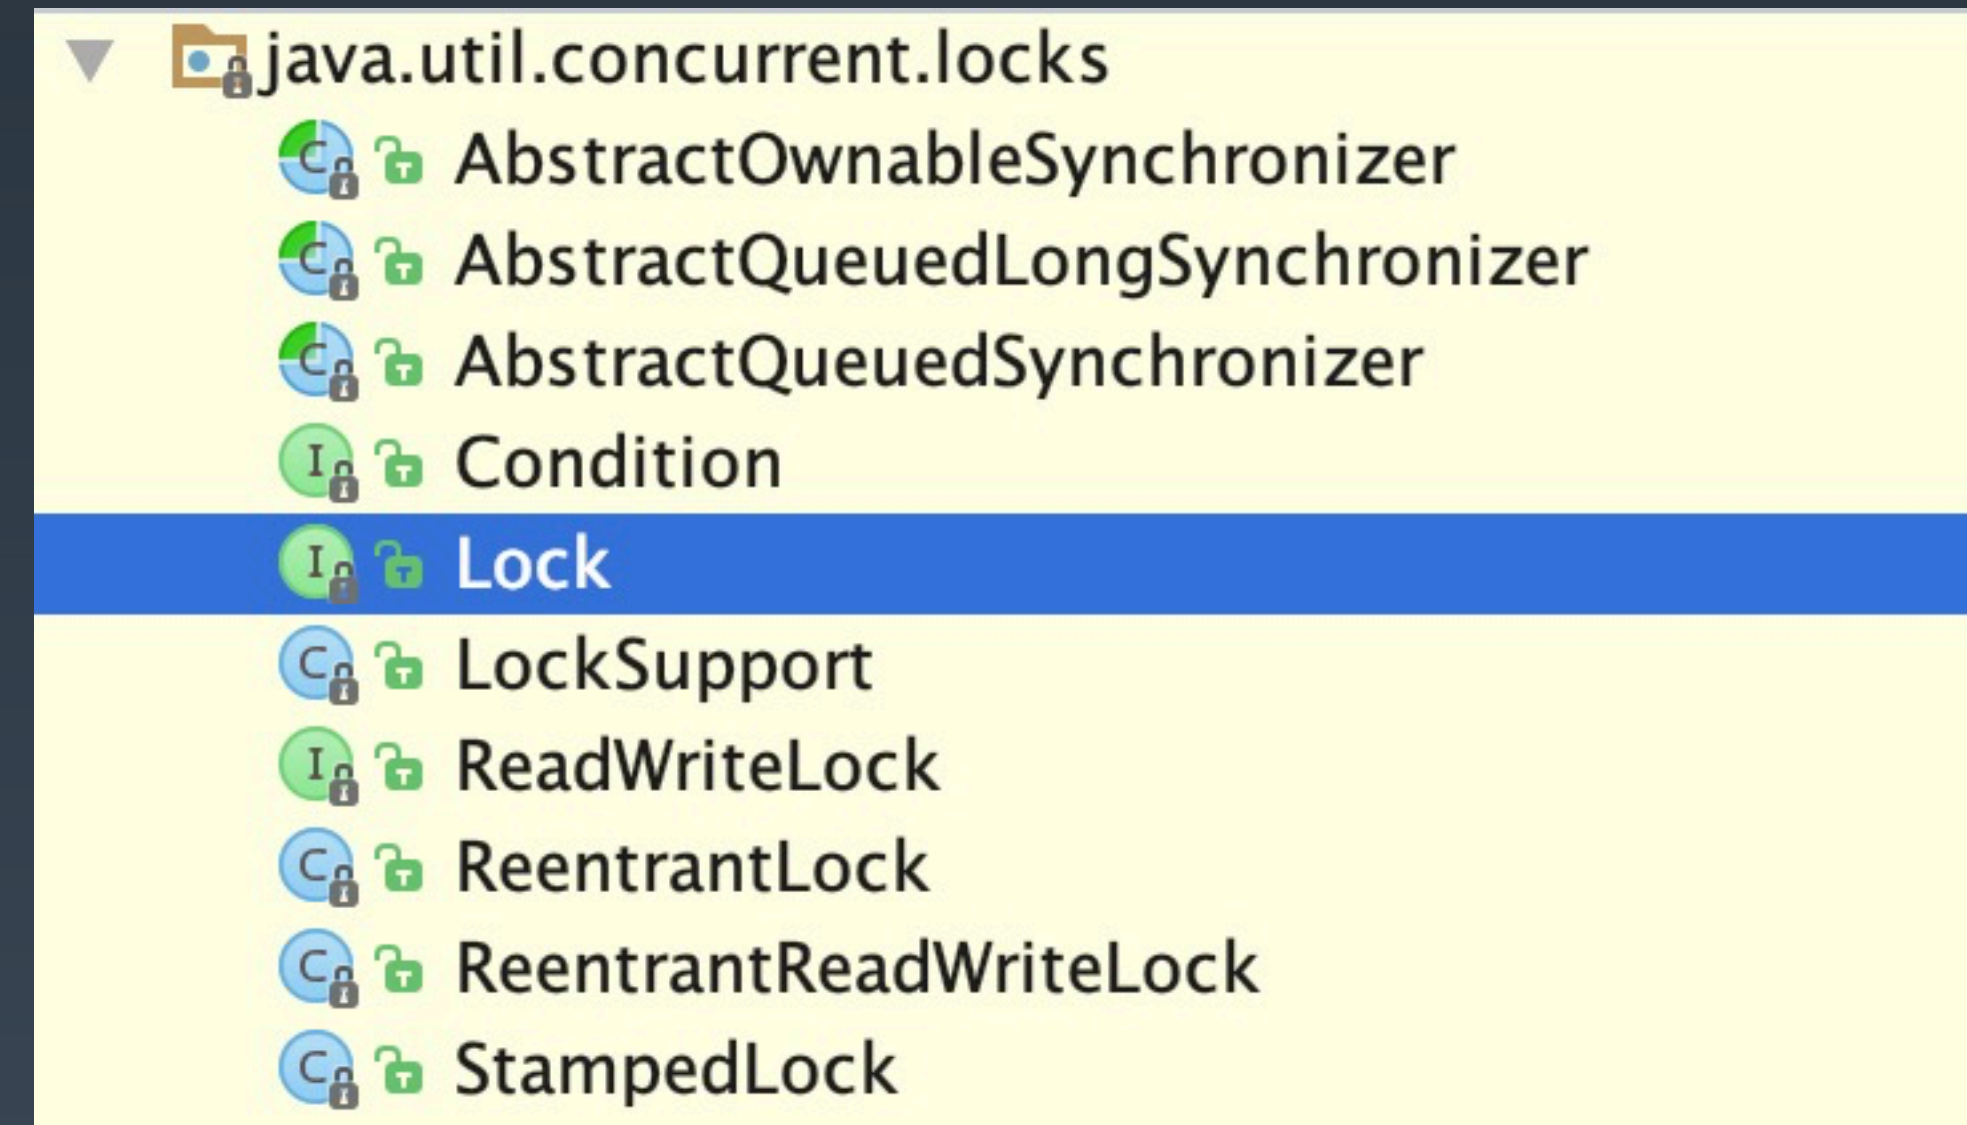 java.util.concurrent.locks
AbstractOwnableSynchronizer
AbstractQueuedLongSynchronizer
AbstractQueuedSynchronizer
Condition
Lock
LockSupport
ReadWriteLock
ReentrantLock
ReentrantReadWriteLock
StampedLock